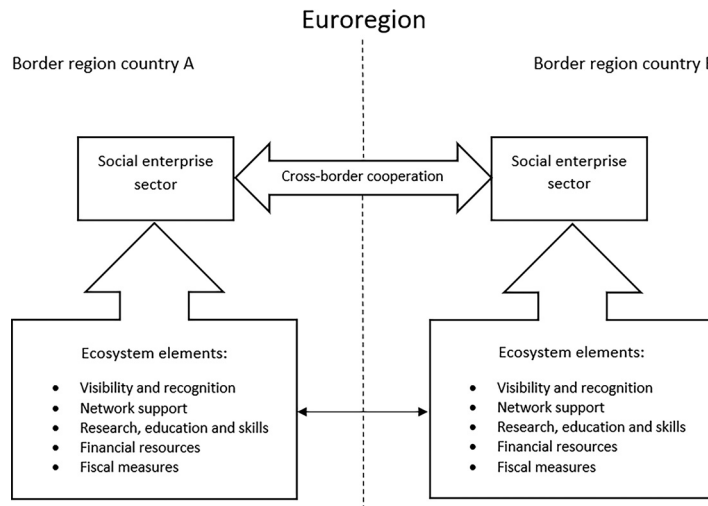 Euroregion
Border region country A
Border region country
Social enterprise
sector
Cross-border cooperation
Social enterprise
sector
Ecosystem elements:
• Visibility and recognition
• Network support
• Research, education and skills
• Financial resources
• Fiscal measures
Ecosystem elements:
• Visibility and recognition
• Network support
• Research, education and skills
• Financial resources
• Fiscal measures